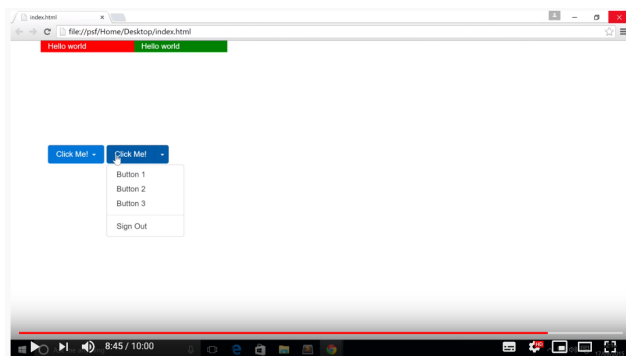 index.html
file://psf/Home/Desktop/index.html
Hello world Hello world
Click Me! Click Me!
Button 1
Button 2
Button 3
Sign Out
8:45 / 10:00
HD